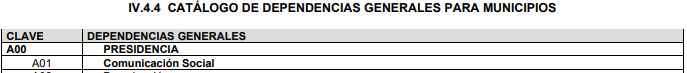 IV.4.4 CATÁLOGO DE DEPENDENCIAS GENERALES PARA MUNICIPIOS
CLAVE DEPENDENCIAS GENERALES
A00 PRESIDENCIA
A01 Comunicación Social